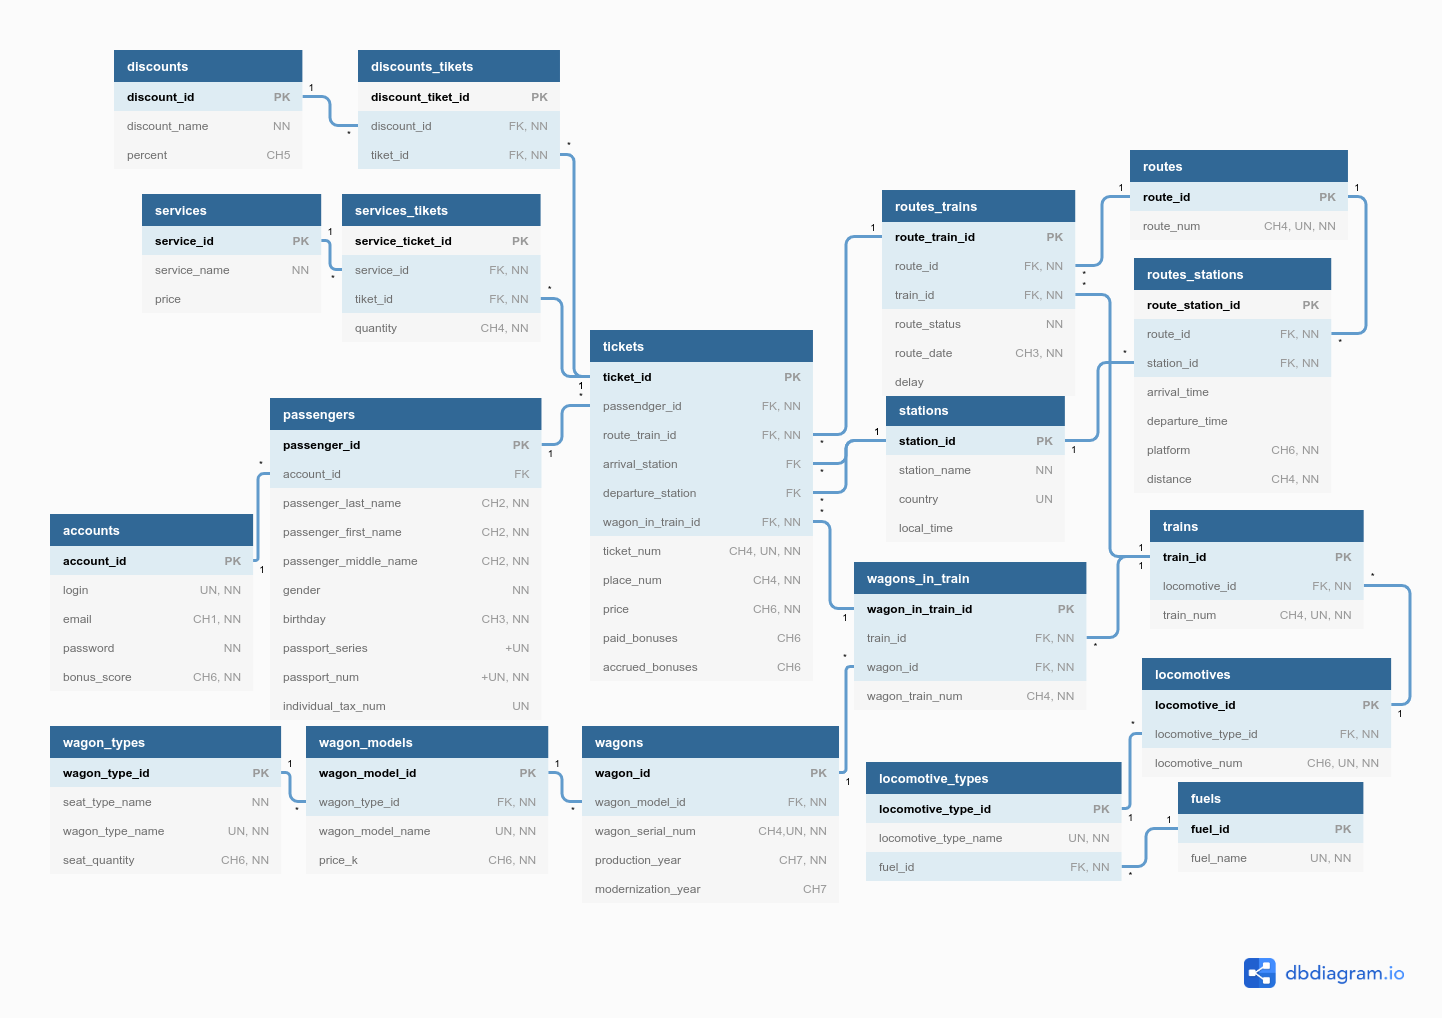 discounts
discount_id PK
discount_name NN
percent CH5
discounts_tikets
discount_tiket_id PK
discount_id FK, NN
tiket_id FK, NN
services
service_id PK
service_name NN
price
services_tikets
service_ticket_id PK
service_id FK, NN
tiket_id FK, NN
quantity CH4, NN
tickets
ticket_id PK
passendger_id FK, NN
route_train_id FK, NN
arrival_station FK
departure_station FK
wagon_in_train_id FK, NN
ticket_num CH4, UN, NN
place_num CH4, NN
price CH6, NN
paid_bonuses CH6
accrued_bonuses CH6
passengers
passenger_id PK
account_id FK
passenger_last_name CH2, NN
passenger_first_name CH2, NN
passenger_middle_name CH2, NN
gender NN
birthday CH3, NN
passport_series +UN
passport_num +UN, NN
individual_tax_num UN
accounts
account_id PK
login UN, NN
email CH1, NN
password NN
bonus_score CH6, NN
routes_trains
route_train_id PK
route_id FK, NN
train_id FK, NN
route_status NN
route_date CH3, NN
delay
routes
route_id PK
route_num CH4, UN, NN
routes_stations
route_station_id PK
route_id FK, NN
station_id FK, NN
arrival_time
departure_time
platform CH6, NN
distance CH4, NN
stations
station_id PK
station_name NN
country UN
local_time
trains
train_id PK
locomotive_id FK, NN
train_num CH4, UN, NN
wagons_in_train
wagon_in_train_id PK
train_id FK, NN
wagon_id FK, NN
wagon_train_num CH4, NN
locomotives
locomotive_id PK
locomotive_type_id FK, NN
locomotive_num CH6, UN, NN
wagon_types
wagon_type_id PK
seat_type_name NN
wagon_type_name UN, NN
seat_quantity CH6, NN
wagon_models
wagon_model_id PK
wagon_type_id FK, NN
wagon_model_name UN, NN
price_k CH6, NN
wagons
wagon_id PK
wagon_model_id FK, NN
wagon_serial_num CH4,UN, NN
production_year CH7, NN
modernization_year CH7
locomotive_types
locomotive_type_id PK
locomotive_type_name UN, NN
fuel_id FK, NN
fuels
fuel_id PK
fuel_name UN, NN
dbdiagram.io